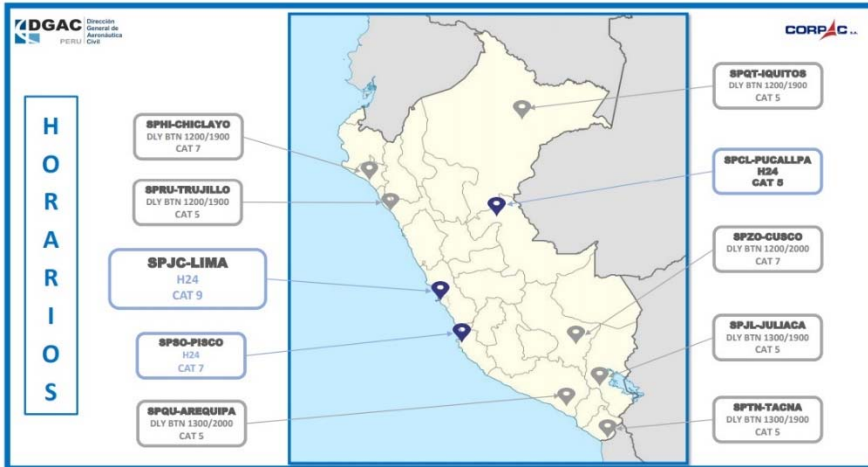 DGAC
PERU
Dirección
General de
Aeronáutica
Civil
CORPAC S.A.
HORARIOS
SPHI-CHICLAYO
DLY BTN 1200/1900
CAT 7
SPRU-TRUJILLO
DLY BTN 1200/1900
CAT 5
SPJC-LIMA
H24
CAT 9
SPSO-PISCO
H24
CAT 7
SPQU-AREQUIPA
DLY BTN 1300/2000
CAT 5
SPQT-IQUITOS
DLY BTN 1200/1900
CAT 5
SPCL-PUCALLPA
H24
CAT 5
SPZO-CUSCO
DLY BTN 1200/2000
CAT 7
SPJL-JULIACA
DLY BTN 1300/1900
CAT 5
SPTN-TACNA
DLY BTN 1300/1900
CAT 5